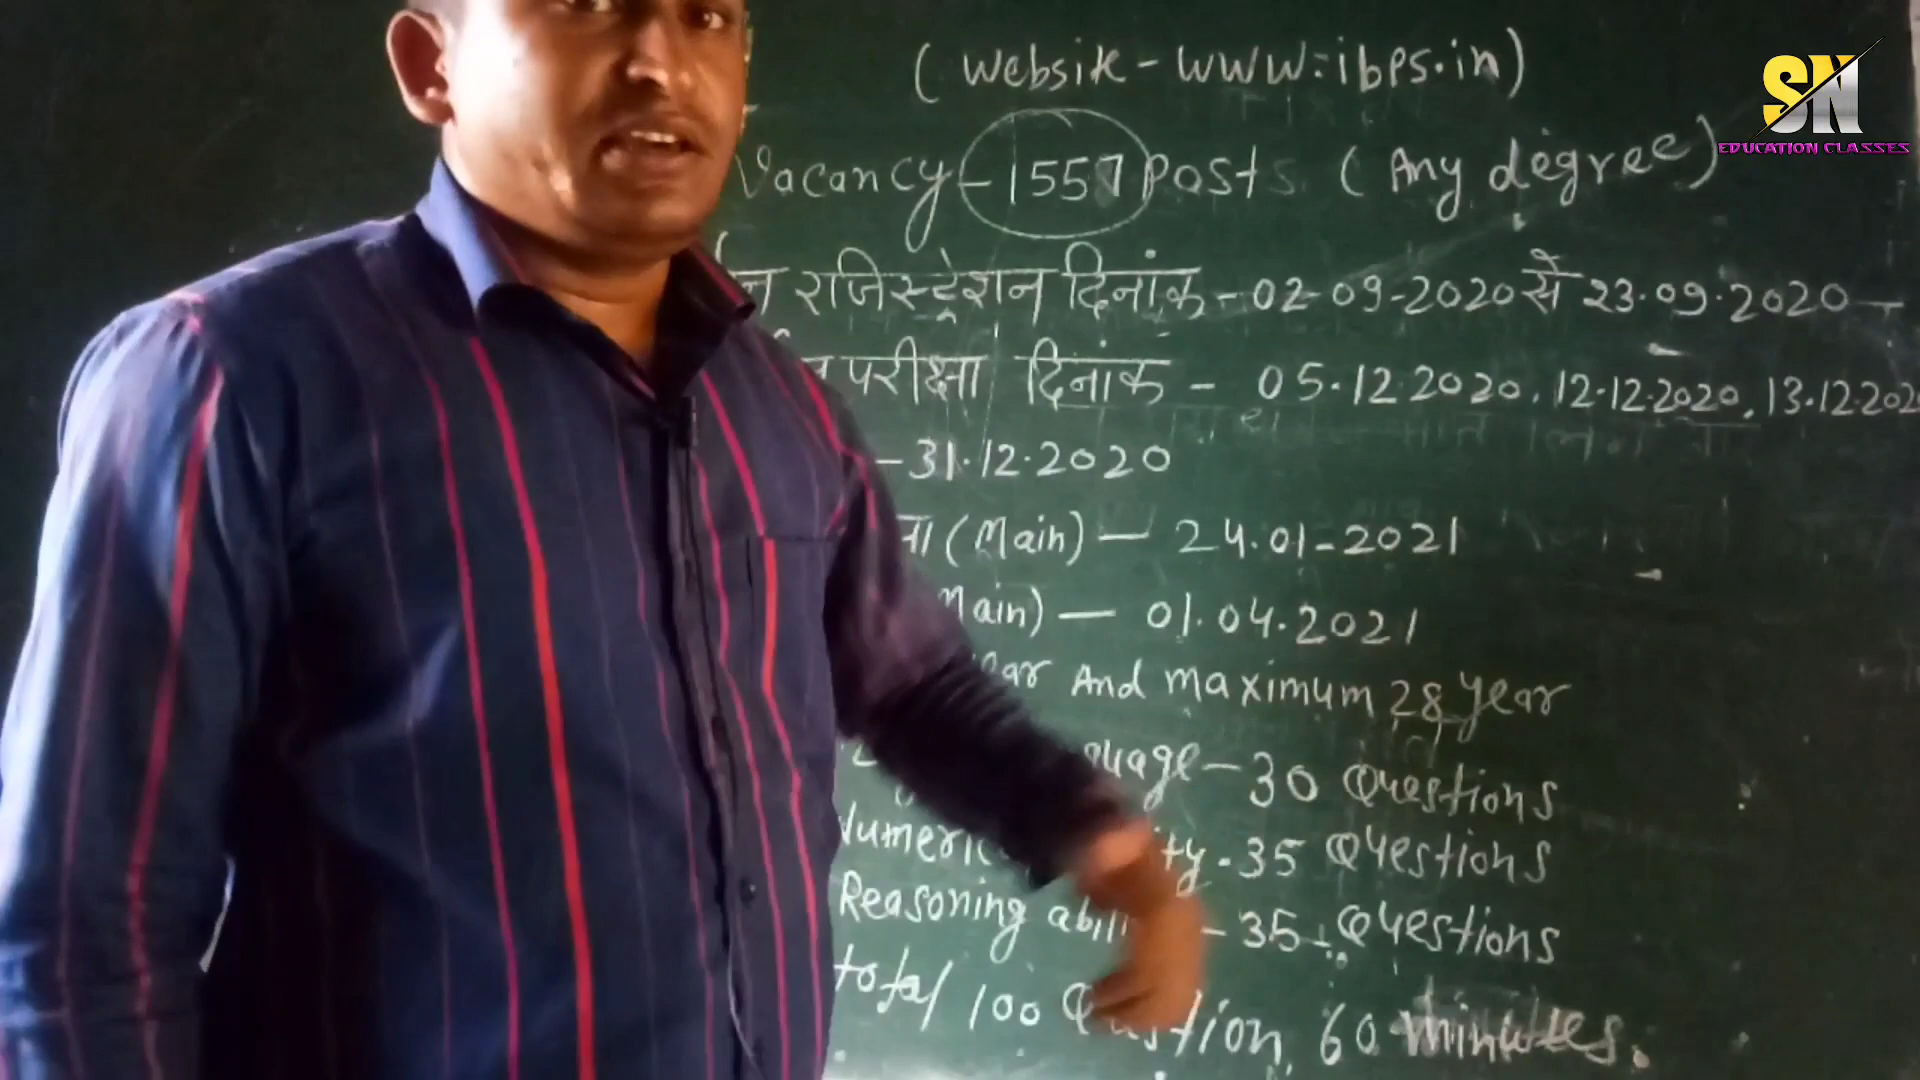 (Website - www.ibps.in)
SN
EDUCATION CLASSES
Vacancy - 1557 posts (Any degree)
रजिस्ट्रेशन दिनांक - 02-09-2020 से 23.09.2020
परीक्षा दिनांक - 05.12.2020, 12.12.2020, 13.12.2020
- 31.12.2020
(Main) - 24.01-2021
Main) - 01.04.2021
And maximum 28 year
- 30 Questions
- 35 Questions
Reasoning - 35 - Questions
total 100 60 minutes.